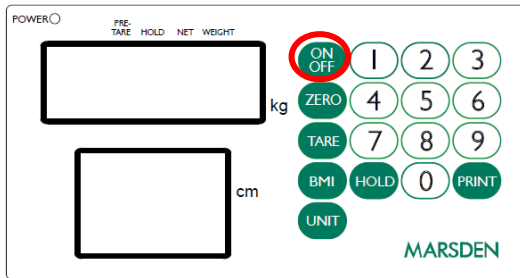 POWER
PRE-
TARE HOLD NET WEIGHT
kg
cm
ON
OFF
1 2 3
ZERO 4 5 6
TARE 7 8 9
BMI HOLD 0 PRINT
UNIT
MARSDEN